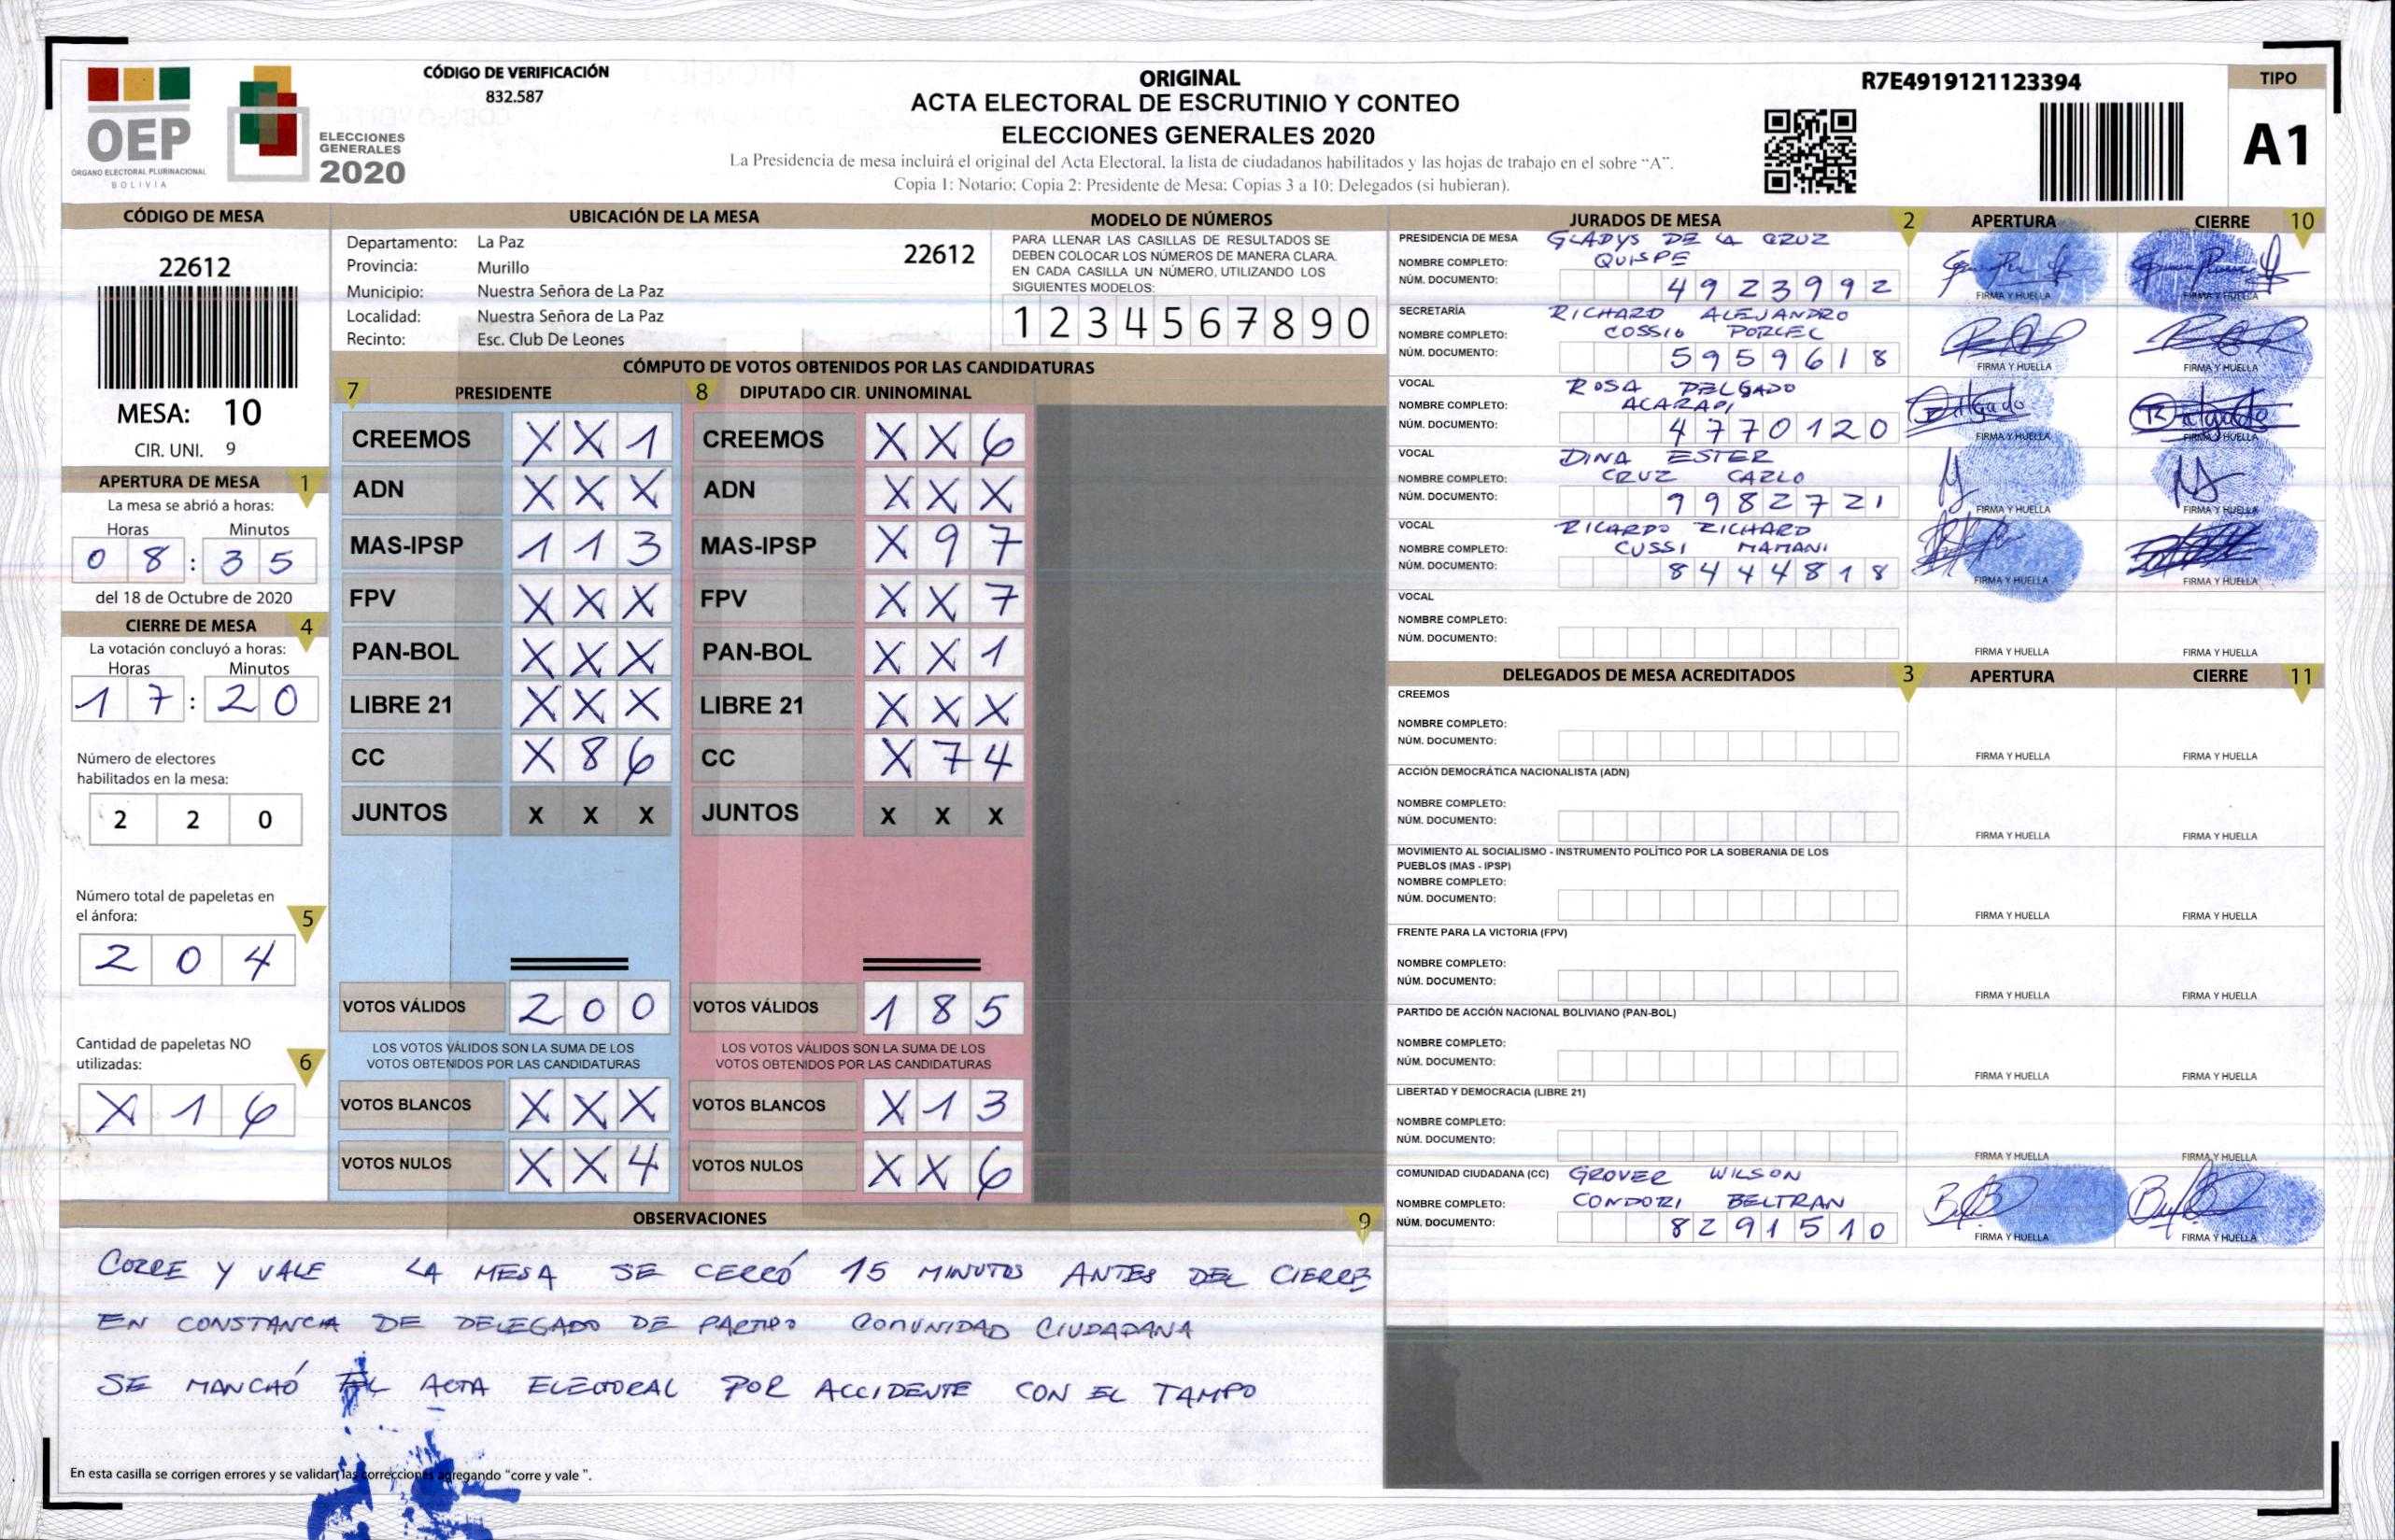 CÓDIGO DE VERIFICACIÓN
832.587
ORIGINAL
ACTA ELECTORAL DE ESCRUTINIO Y CONTEO
ELECCIONES GENERALES 2020
La Presidencia de mesa incluirá el original del Acta Electoral, la lista de ciudadanos habilitados y las hojas de trabajo en el sobre “A”.
Copia 1: Notario; Copia 2: Presidente de Mesa; Copias 3 a 10: Delegados (si hubieran).
R7E4919121123394
TIPO
A1
OEP
ÓRGANO ELECTORAL PLURINACIONAL
BOLIVIA
ELECCIONES
GENERALES
2020
CÓDIGO DE MESA
22612
MESA: 10
CIR. UNI. 9
APERTURA DE MESA 1
La mesa se abrió a horas:
Horas Minutos
0 8 : 3 5
del 18 de Octubre de 2020
CIERRE DE MESA 4
La votación concluyó a horas:
Horas Minutos
1 7 : 2 0
Número de electores
habilitados en la mesa:
2 2 0
Número total de papeletas en
el ánfora: 5
2 0 4
Cantidad de papeletas NO
utilizadas: 6
X 1 6
UBICACIÓN DE LA MESA
Departamento: La Paz 22612
Provincia: Murillo
Municipio: Nuestra Señora de La Paz
Localidad: Nuestra Señora de La Paz
Recinto: Esc. Club De Leones
MODELO DE NÚMEROS
PARA LLENAR LAS CASILLAS DE RESULTADOS SE
DEBEN COLOCAR LOS NÚMEROS DE MANERA CLARA.
EN CADA CASILLA UN NÚMERO, UTILIZANDO LOS
SIGUIENTES MODELOS:
1 2 3 4 5 6 7 8 9 0
CÓMPUTO DE VOTOS OBTENIDOS POR LAS CANDIDATURAS
7 PRESIDENTE 8 DIPUTADO CIR. UNINOMINAL
CREEMOS X X 1 CREEMOS X X 6
ADN X X X ADN X X X
MAS-IPSP 1 1 3 MAS-IPSP X 9 7
FPV X X X FPV X X 7
PAN-BOL X X X PAN-BOL X X 1
LIBRE 21 X X X LIBRE 21 X X X
CC X 8 6 CC X 7 4
JUNTOS X X X JUNTOS X X X
VOTOS VÁLIDOS 2 0 0 VOTOS VÁLIDOS 1 8 5
LOS VOTOS VÁLIDOS SON LA SUMA DE LOS LOS VOTOS VÁLIDOS SON LA SUMA DE LOS
VOTOS OBTENIDOS POR LAS CANDIDATURAS VOTOS OBTENIDOS POR LAS CANDIDATURAS
VOTOS BLANCOS X X X VOTOS BLANCOS X 1 3
VOTOS NULOS X X 4 VOTOS NULOS X X 6
JURADOS DE MESA 2 APERTURA CIERRE 10
PRESIDENCIA DE MESA GLADYS DE LA CRUZ
NOMBRE COMPLETO: QUISPE
NÚM. DOCUMENTO: 4 9 2 3 9 9 2
FIRMA Y HUELLA FIRMA Y HUELLA
SECRETARÍA RICHARD ALEJANDRO
NOMBRE COMPLETO: COSSIO PORCEL
NÚM. DOCUMENTO: 5 9 5 9 6 1 8
FIRMA Y HUELLA FIRMA Y HUELLA
VOCAL ROSA DELGADO
NOMBRE COMPLETO: ACARAPI
NÚM. DOCUMENTO: 4 7 7 0 1 2 0
FIRMA Y HUELLA FIRMA Y HUELLA
VOCAL DINA ESTER
NOMBRE COMPLETO: CRUZ CAZLO
NÚM. DOCUMENTO: 9 9 8 2 7 2 1
FIRMA Y HUELLA FIRMA Y HUELLA
VOCAL RICARDO RICHARD
NOMBRE COMPLETO: CUSSI MAMANI
NÚM. DOCUMENTO: 8 4 4 4 8 1 8
FIRMA Y HUELLA FIRMA Y HUELLA
VOCAL
NOMBRE COMPLETO:
NÚM. DOCUMENTO:
FIRMA Y HUELLA FIRMA Y HUELLA
DELEGADOS DE MESA ACREDITADOS 3 APERTURA CIERRE 11
CREEMOS
NOMBRE COMPLETO:
NÚM. DOCUMENTO:
FIRMA Y HUELLA FIRMA Y HUELLA
ACCIÓN DEMOCRÁTICA NACIONALISTA (ADN)
NOMBRE COMPLETO:
NÚM. DOCUMENTO:
FIRMA Y HUELLA FIRMA Y HUELLA
MOVIMIENTO AL SOCIALISMO - INSTRUMENTO POLÍTICO POR LA SOBERANIA DE LOS
PUEBLOS (MAS - IPSP)
NOMBRE COMPLETO:
NÚM. DOCUMENTO:
FIRMA Y HUELLA FIRMA Y HUELLA
FRENTE PARA LA VICTORIA (FPV)
NOMBRE COMPLETO:
NÚM. DOCUMENTO:
FIRMA Y HUELLA FIRMA Y HUELLA
PARTIDO DE ACCIÓN NACIONAL BOLIVIANO (PAN-BOL)
NOMBRE COMPLETO:
NÚM. DOCUMENTO:
FIRMA Y HUELLA FIRMA Y HUELLA
LIBERTAD Y DEMOCRACIA (LIBRE 21)
NOMBRE COMPLETO:
NÚM. DOCUMENTO:
FIRMA Y HUELLA FIRMA Y HUELLA
COMUNIDAD CIUDADANA (CC) GROVER WILSON
NOMBRE COMPLETO: CONDORI BELTRAN
NÚM. DOCUMENTO: 8 2 9 1 5 1 0
FIRMA Y HUELLA FIRMA Y HUELLA
OBSERVACIONES 9
CORRE Y VALE LA MESA SE CERRÓ 15 MINUTOS ANTES DEL CIERRE
EN CONSTANCIA DE DELEGADO DE PARTIDO COMUNIDAD CIUDADANA
SE MANCHÓ EL ACTA ELECTORAL POR ACCIDENTE CON EL TAMPO
En esta casilla se corrigen errores y se validan las correcciones agregando “corre y vale ”.